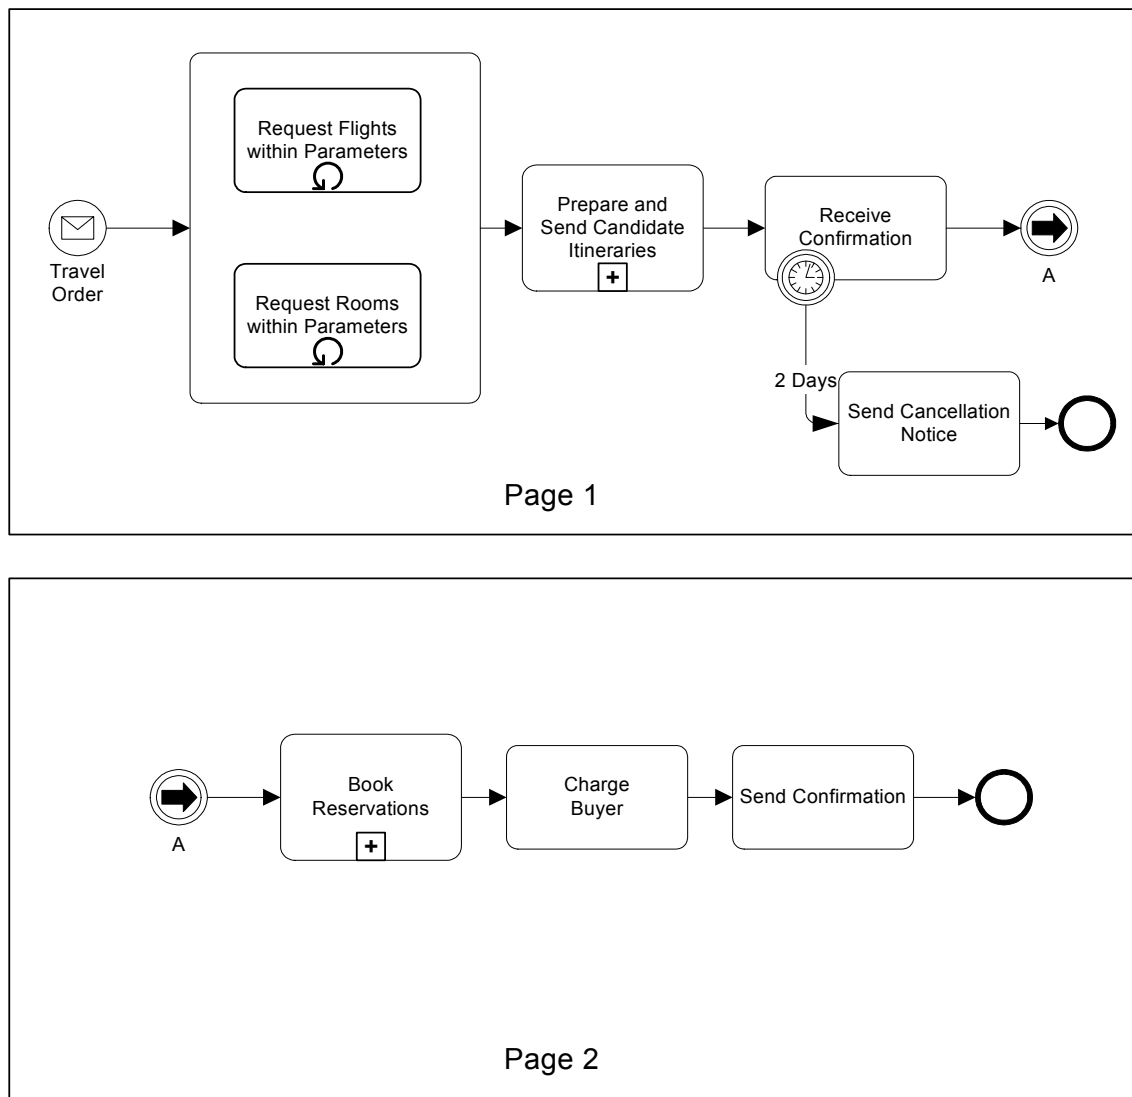 Request Flights
within Parameters
Request Rooms
within Parameters
Travel
Order
Prepare and
Send Candidate
Itineraries
Receive
Confirmation
A
2 Days
Send Cancellation
Notice
Page 1
A
Book
Reservations
Charge
Buyer
Send Confirmation
Page 2